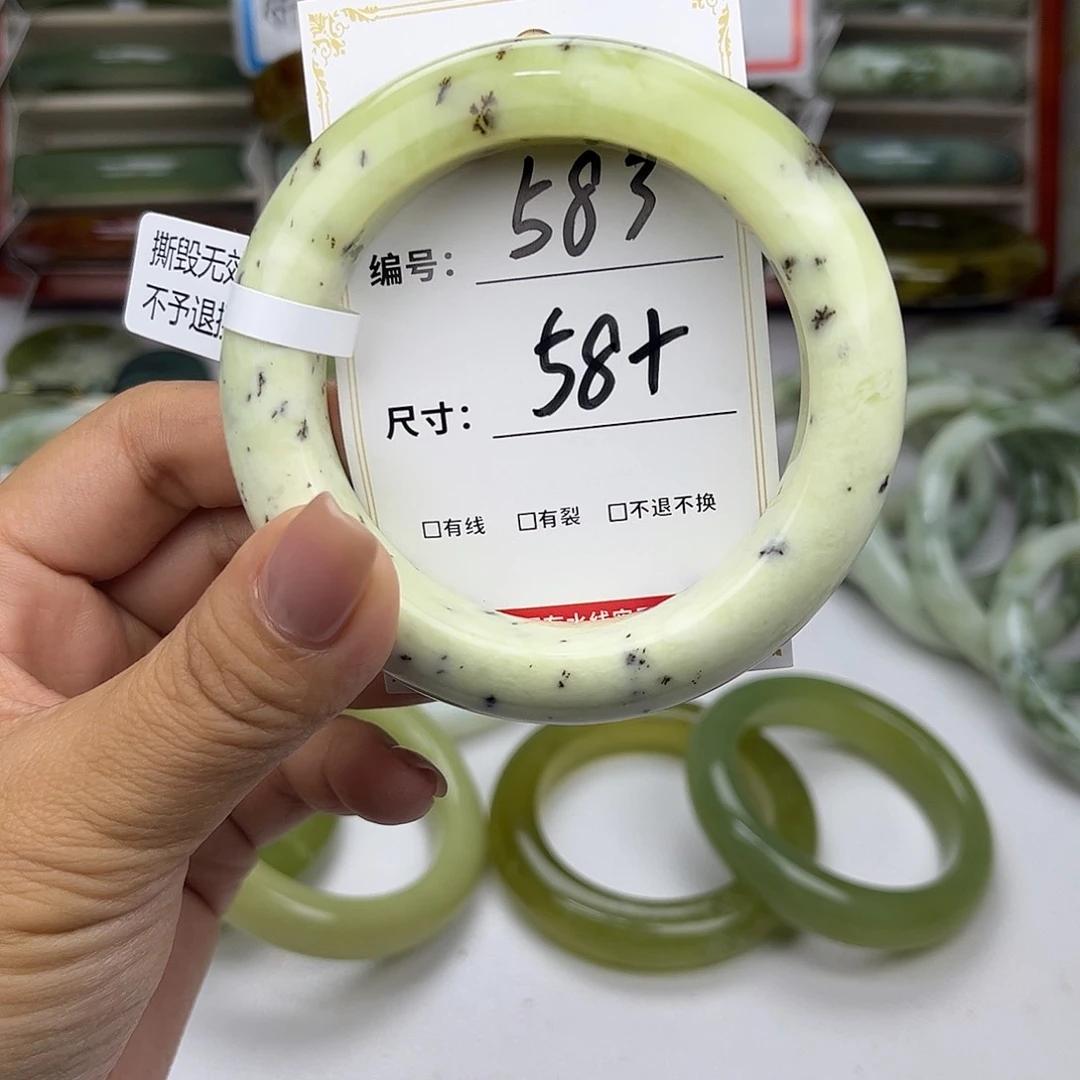 撕毁无效
不予退换
编号： 583
尺寸： 58+
□有线 □有裂 □不退不换